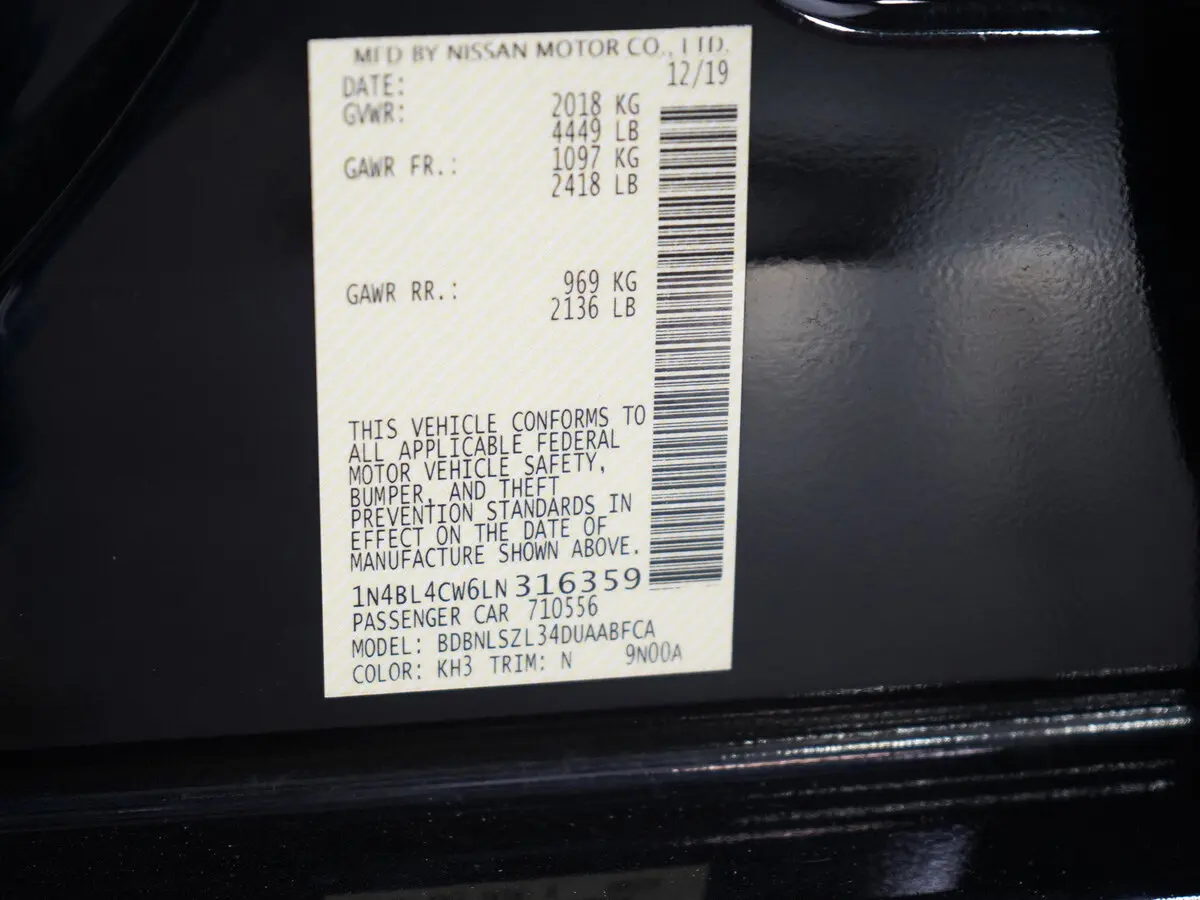 MFD BY NISSAN MOTOR CO., LTD.
DATE: 12/19
GVWR: 2018 KG
4449 LB
GAWR FR.: 1097 KG
2418 LB
GAWR RR.: 969 KG
2136 LB
THIS VEHICLE CONFORMS TO
ALL APPLICABLE FEDERAL
MOTOR VEHICLE SAFETY,
BUMPER, AND THEFT
PREVENTION STANDARDS IN
EFFECT ON THE DATE OF
MANUFACTURE SHOWN ABOVE.
1N4BL4CW6LN316359
PASSENGER CAR 710556
MODEL: BDBNLSZL34DUAABFCA
COLOR: KH3 TRIM: N 9N00A